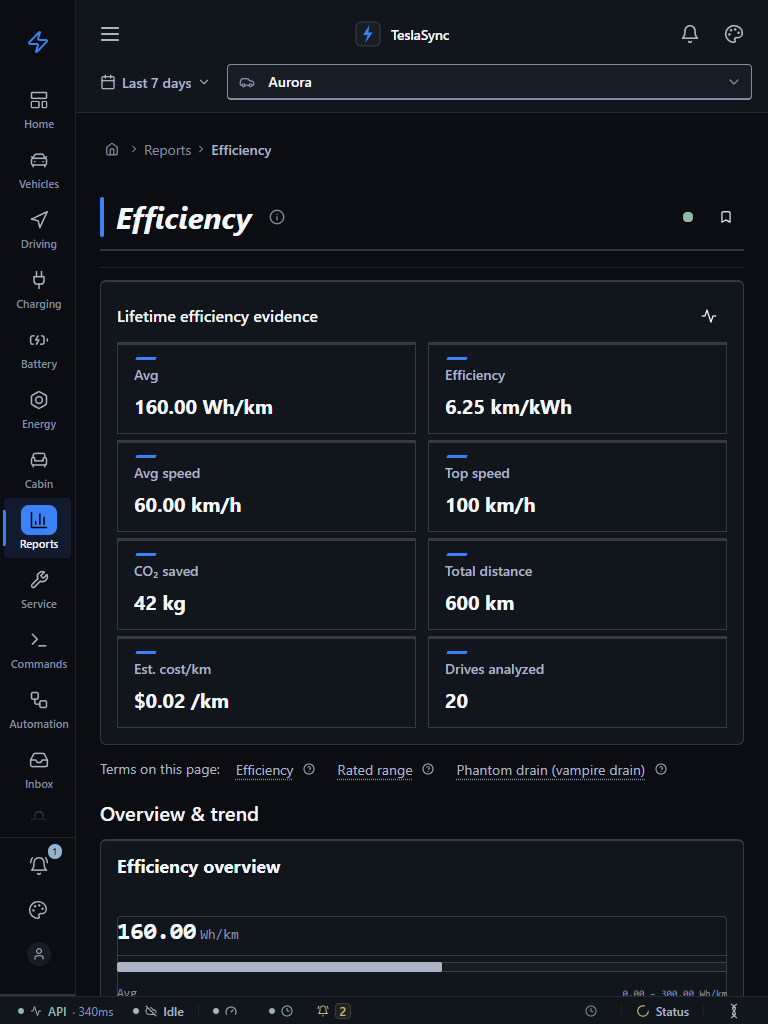 TeslaSync
Last 7 days
Aurora
Home
Vehicles
Driving
Charging
Battery
Energy
Cabin
Reports
Service
Commands
Automation
Inbox
1
Reports
Efficiency
Efficiency
Lifetime efficiency evidence
Avg
160.00 Wh/km
Efficiency
6.25 km/kWh
Avg speed
60.00 km/h
Top speed
100 km/h
CO₂ saved
42 kg
Total distance
600 km
Est. cost/km
$0.02 /km
Drives analyzed
20
Terms on this page: Efficiency Rated range Phantom drain (vampire drain)
Overview & trend
Efficiency overview
160.00 Wh/km
Avg 0.00 – 300.00 Wh/km
API · 340ms Idle 2 Status